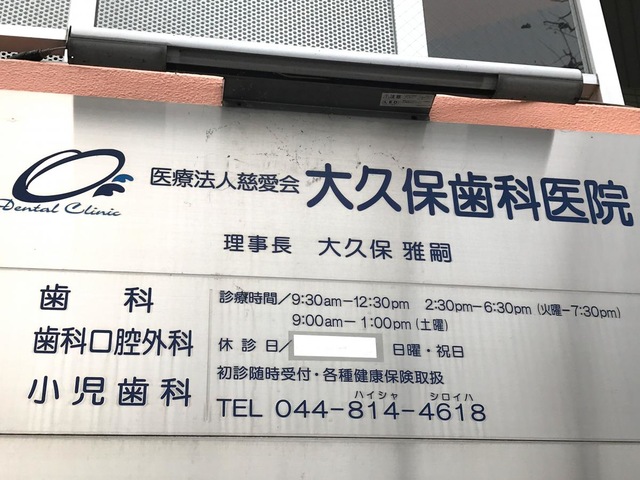 医療法人慈愛会 大久保歯科医院
Dental Clinic
理事長 大久保 雅嗣
歯科
歯科口腔外科
小児歯科
診療時間/9:30am-12:30pm 2:30pm-6:30pm (火曜-7:30pm)
9:00am-1:00pm (土曜)
休診日/ 日曜・祝日
初診随時受付・各種健康保険取扱
ハイシャ シロイハ
TEL 044-814-4618